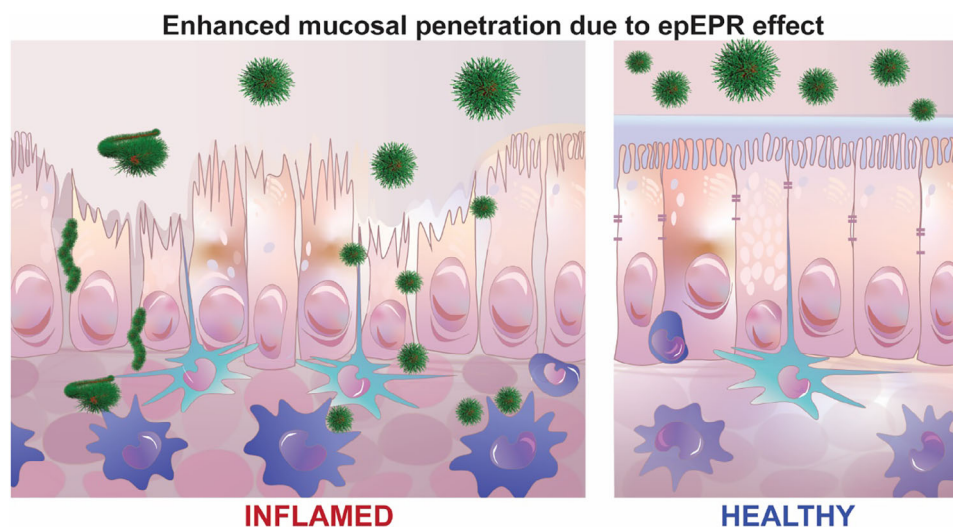 Enhanced mucosal penetration due to epEPR effect
INFLAMED
HEALTHY